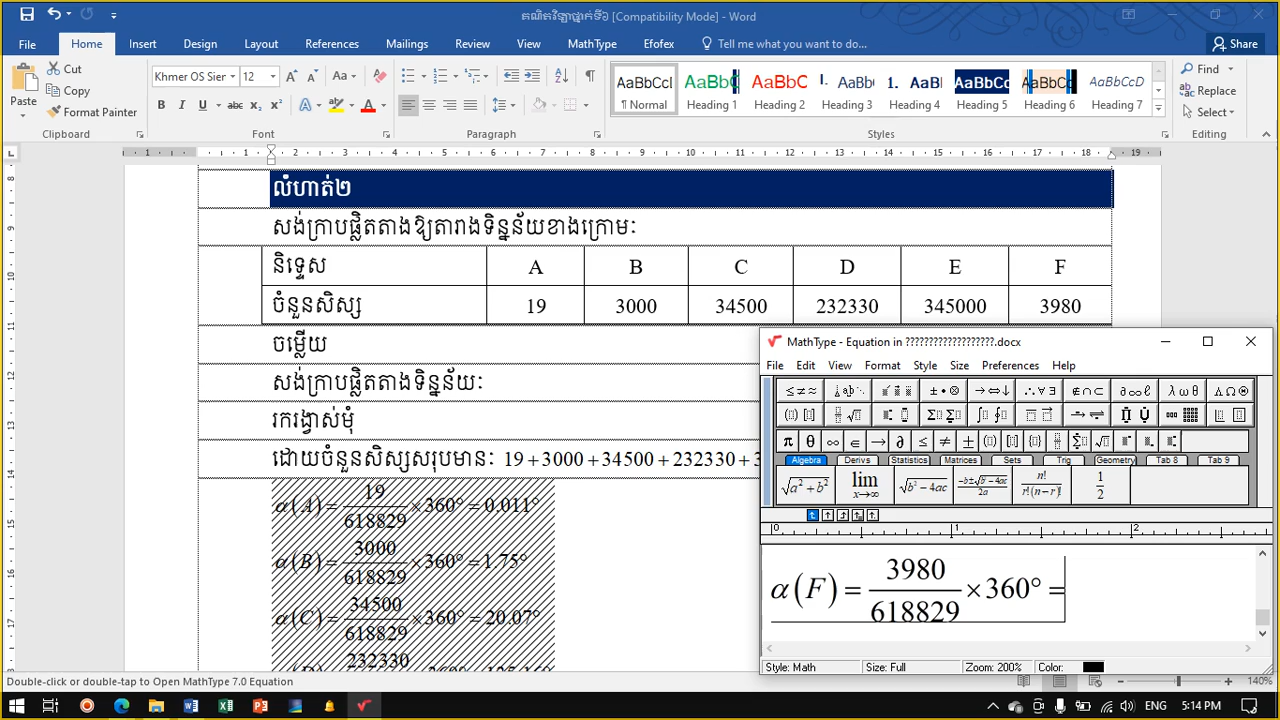 គណិតវិទ្យាថ្នាក់ទី៦ [Compatibility Mode] - Word
File Home Insert Design Layout References Mailings Review View MathType Efofex Tell me what you want to do... Share
Paste Cut Copy Format Painter
Clipboard
Khmer OS Sier 12
Font
Paragraph
AaBbCcI AaBbC AaBbCc AaBbC AaBb AaBbCcI AaBbCc AaBbCcD
¶ Normal Heading 1 Heading 2 Heading 3 Heading 4 Heading 5 Heading 6 Heading 7
Styles
Find Replace Select
Editing
លំហាត់២
សង់ក្រាបផ្លិតតាងឱ្យតារាងទិន្នន័យខាងក្រោម:
និទ្ទេស A B C D E F
ចំនួនសិស្ស 19 3000 34500 232330 345000 3980
ចម្លើយ
សង់ក្រាបផ្លិតតាងទិន្នន័យ:
រករង្វាស់មុំ
ដោយចំនួនសិស្សសរុបមាន: 19+3000+34500+232330+3
α(A)=19/618829×360°=0.011°
α(B)=3000/618829×360°=1.75°
α(C)=34500/618829×360°=20.07°
232330
MathType - Equation in ??????????????????.docx
File Edit View Format Style Size Preferences Help
Algebra Derivs Statistics Matrices Sets Trig Geometry Tab 8 Tab 9
α(F)=3980/618829×360°=
Style: Math Size: Full Zoom: 200% Color:
Double-click or double-tap to Open MathType 7.0 Equation
140%
ENG 5:14 PM